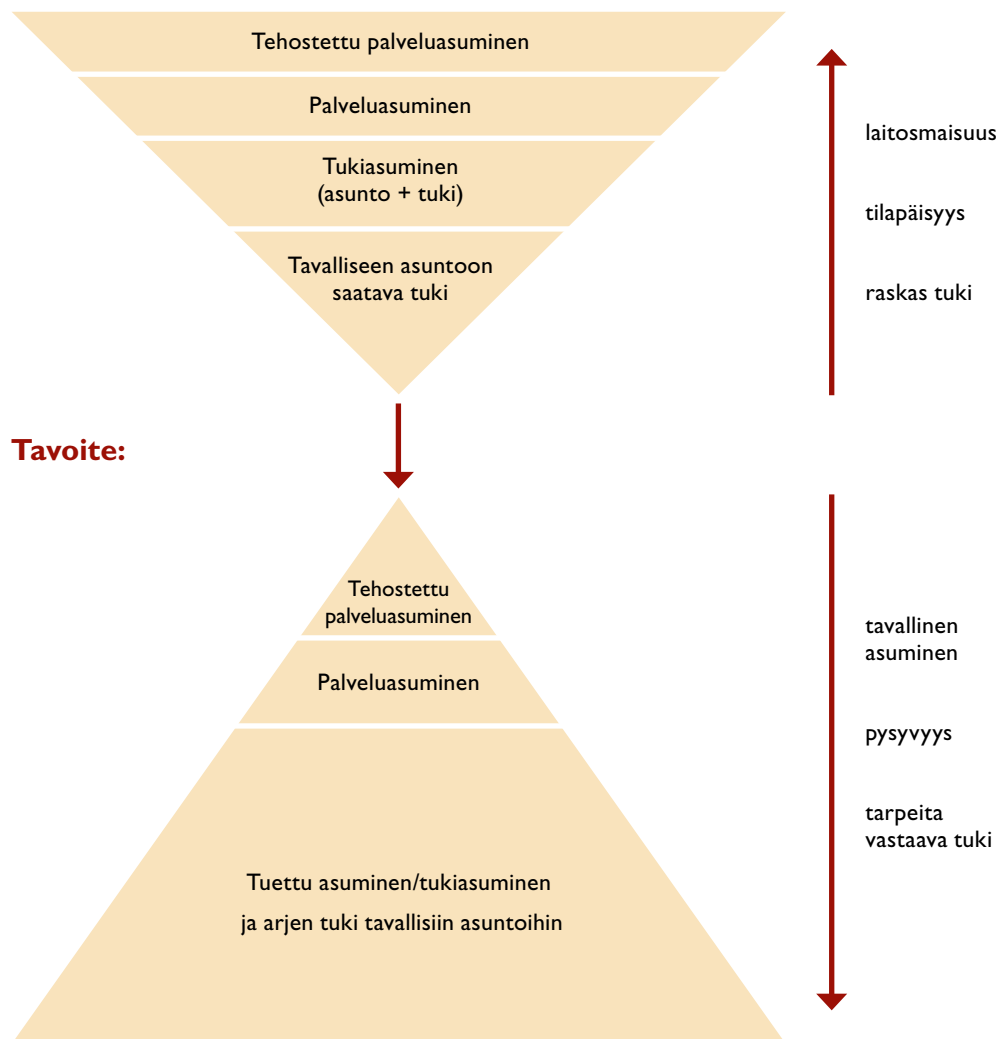 Tehostettu palveluasuminen
Palveluasuminen
Tukiasuminen
(asunto + tuki)
Tavalliseen asuntoon
saatava tuki
laitosmaisuus
tilapäisyys
raskas tuki
Tavoite:
Tehostettu
palveluasuminen
Palveluasuminen
Tuettu asuminen/tukiasuminen
ja arjen tuki tavallisiin asuntoihin
tavallinen
asuminen
pysyvyys
tarpeita
vastaava tuki